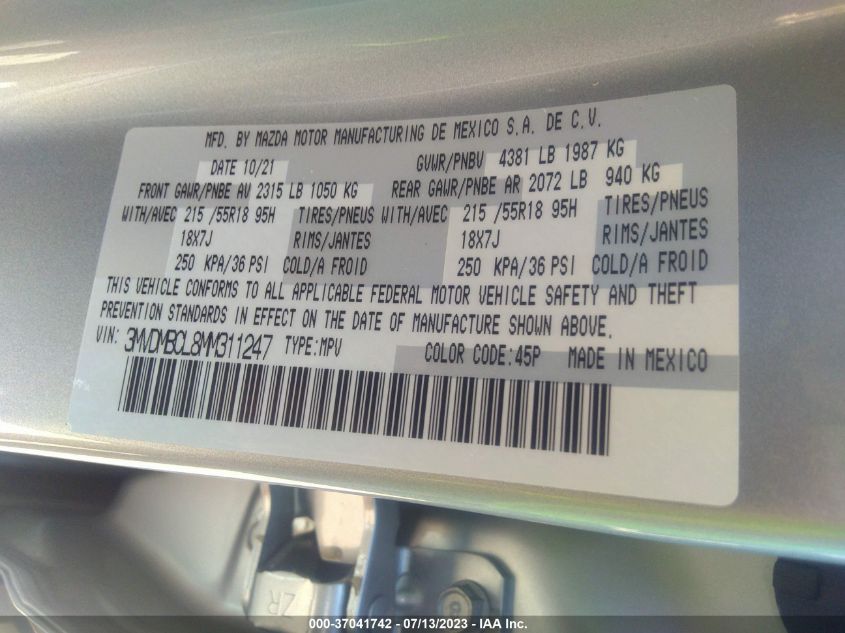 MFD. BY MAZDA MOTOR MANUFACTURING DE MEXICO S.A. DE C.V.
DATE 10/21 GVWR/PNBV 4381 LB 1987 KG
FRONT GAWR/PNBE AV 2315 LB 1050 KG REAR GAWR/PNBE AR 2072 LB 940 KG
WITH/AVEC 215 /55R18 95H TIRES/PNEUS WITH/AVEC 215 /55R18 95H TIRES/PNEUS
18X7J RIMS/JANTES 18X7J RIMS/JANTES
250 KPA/36 PSI COLD/A FROID 250 KPA/36 PSI COLD/A FROID
THIS VEHICLE CONFORMS TO ALL APPLICABLE FEDERAL MOTOR VEHICLE SAFETY AND THEFT
PREVENTION STANDARDS IN EFFECT ON THE DATE OF MANUFACTURE SHOWN ABOVE.
VIN: 3MVDMBCL8MM311247 TYPE:MPV COLOR CODE:45P MADE IN MEXICO
ZR
000-37041742 - 07/13/2023 - IAA Inc.